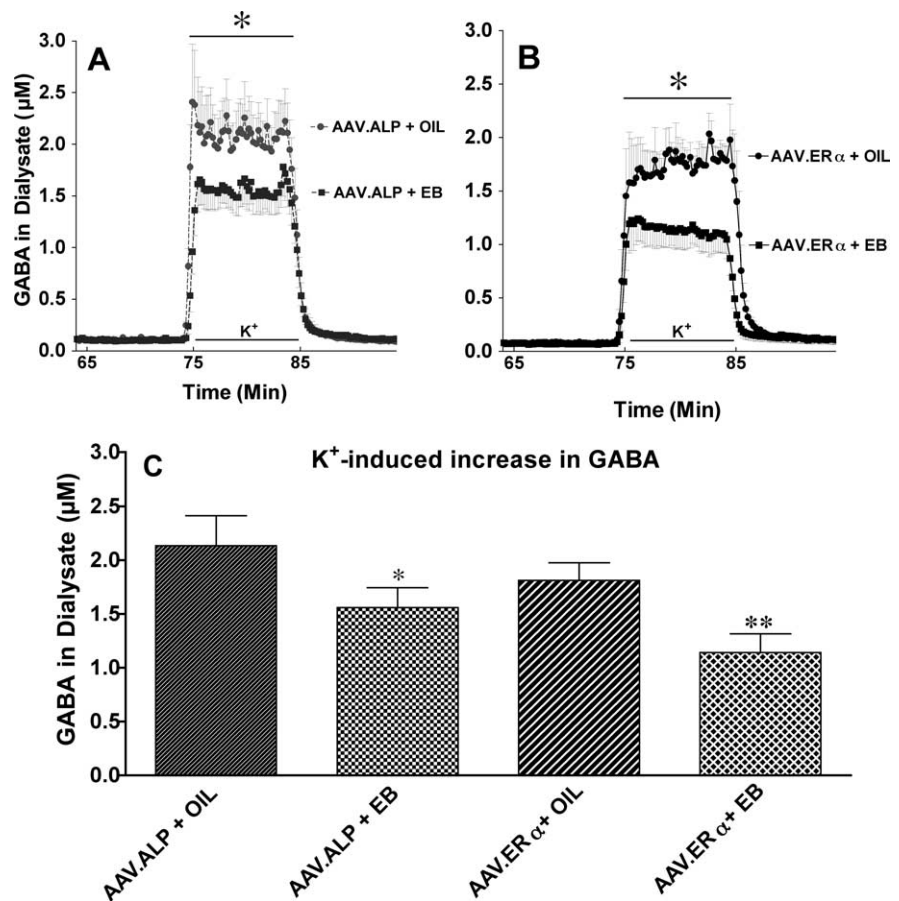 A
*
GABA in Dialysate (µM)
3.0
2.5
2.0
1.5
1.0
0.5
0.0
AAV.ALP + OIL
AAV.ALP + EB
K⁺
65
75
85
Time (Min)
B
*
3.0
2.5
2.0
1.5
1.0
0.5
0.0
AAV.ERα + OIL
AAV.ERα + EB
K⁺
65
75
85
Time (Min)
C
K⁺-induced increase in GABA
GABA in Dialysate (µM)
3.0
2.5
2.0
1.5
1.0
0.5
0.0
*
**
AAV.ALP + OIL
AAV.ALP + EB
AAV.ERα+ OIL
AAV.ERα+ EB